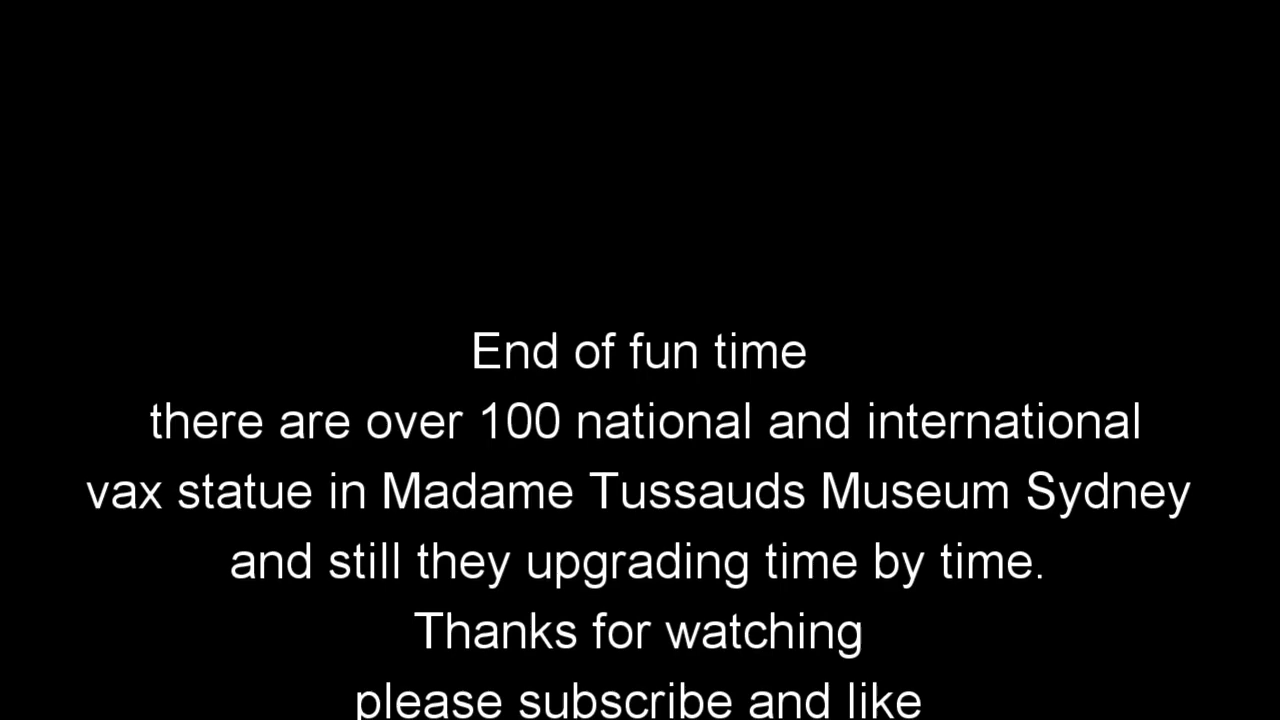 End of fun time
there are over 100 national and international
vax statue in Madame Tussauds Museum Sydney
and still they upgrading time by time.
Thanks for watching
please subscribe and like